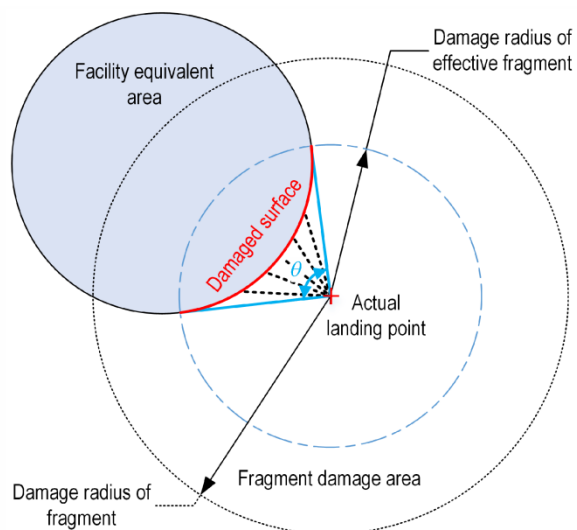 Damage radius of
effective fragment
Facility equivalent
area
Damaged surface
θ
Actual
landing point
Fragment damage area
Damage radius of
fragment